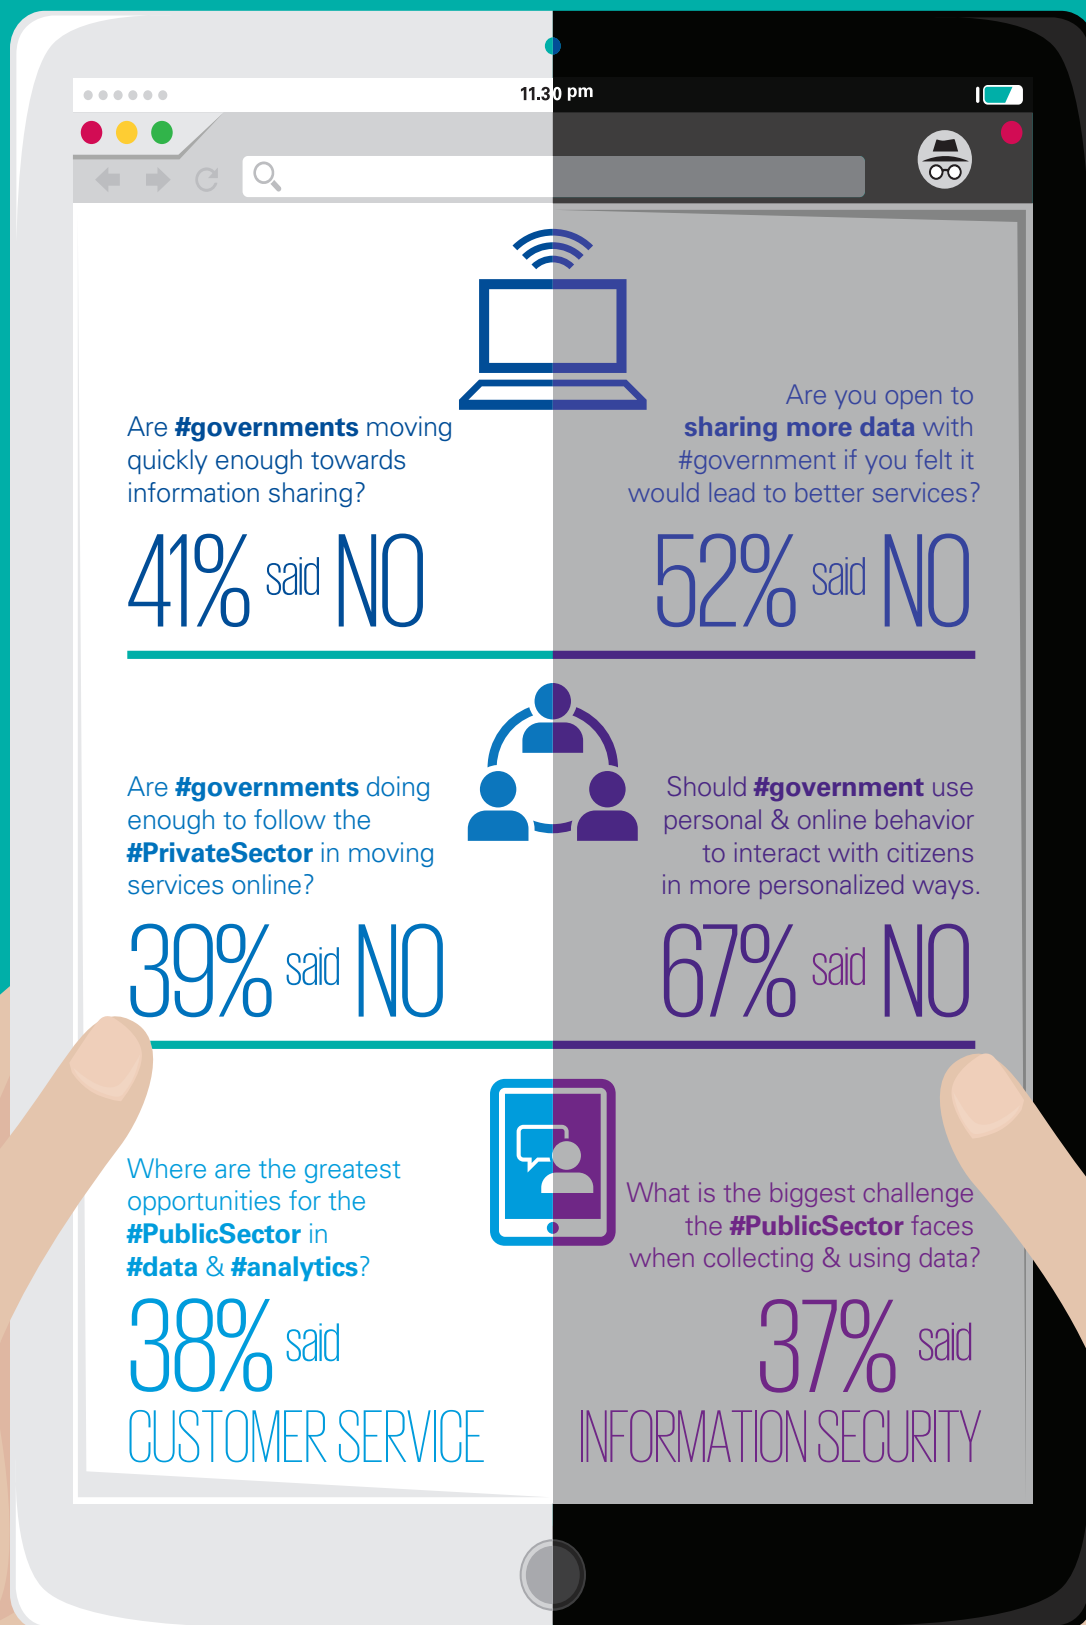 11.30 pm
Are #governments moving
quickly enough towards
information sharing?
41% said NO
Are you open to
sharing more data with
#government if you felt it
would lead to better services?
52% said NO
Are #governments doing
enough to follow the
#PrivateSector in moving
services online?
39% said NO
Should #government use
personal & online behavior
to interact with citizens
in more personalized ways.
67% said NO
Where are the greatest
opportunities for the
#PublicSector in
#data & #analytics?
38% said
CUSTOMER SERVICE
What is the biggest challenge
the #PublicSector faces
when collecting & using data?
37% said
INFORMATION SECURITY